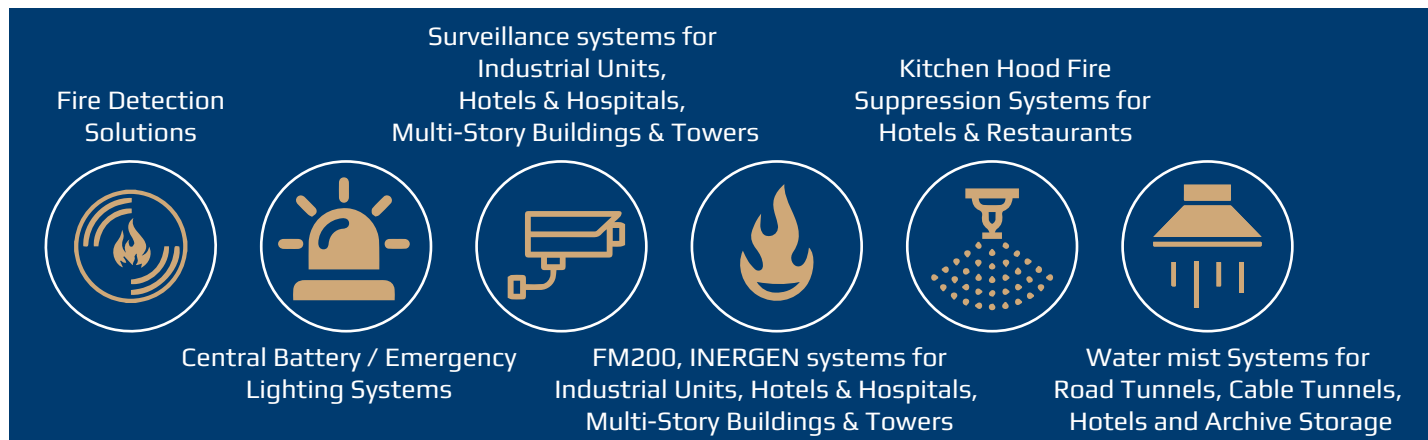 Fire Detection
Solutions
Central Battery / Emergency
Lighting Systems
Surveillance systems for
Industrial Units,
Hotels & Hospitals,
Multi-Story Buildings & Towers
FM200, INERGEN systems for
Industrial Units, Hotels & Hospitals,
Multi-Story Buildings & Towers
Kitchen Hood Fire
Suppression Systems for
Hotels & Restaurants
Water mist Systems for
Road Tunnels, Cable Tunnels,
Hotels and Archive Storage